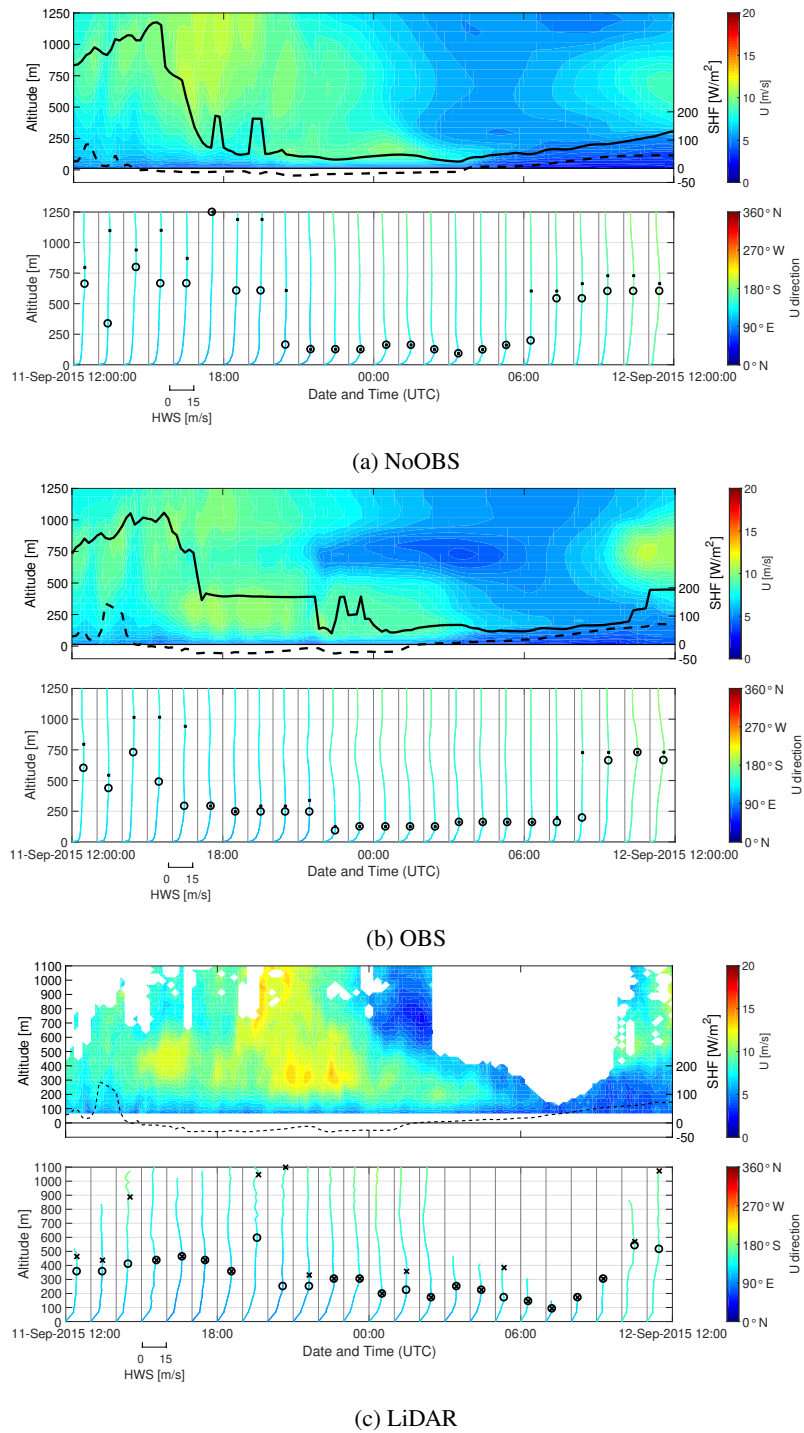 1250
1000
750
500
250
0
Altitude [m]
200
100
0
-50
SHF [W/m²]
20
15
10
5
0
U [m/s]
1250
1000
750
500
250
0
Altitude [m]
11-Sep-2015 12:00:00 18:00 00:00 06:00 12-Sep-2015 12:00:00
Date and Time (UTC)
0 15
HWS [m/s]
360° N
270° W
180° S
90° E
0° N
U direction
(a) NoOBS
1250
1000
750
500
250
0
Altitude [m]
200
100
0
-50
SHF [W/m²]
20
15
10
5
0
U [m/s]
1250
1000
750
500
250
0
Altitude [m]
11-Sep-2015 12:00:00 18:00 00:00 06:00 12-Sep-2015 12:00:00
Date and Time (UTC)
0 15
HWS [m/s]
360° N
270° W
180° S
90° E
0° N
U direction
(b) OBS
1100
1000
900
800
700
600
500
400
300
200
100
0
Altitude [m]
200
100
0
-50
SHF [W/m²]
20
15
10
5
0
U [m/s]
1100
1000
900
800
700
600
500
400
300
200
100
0
Altitude [m]
11-Sep-2015 12:00 18:00 00:00 06:00 12-Sep-2015 12:00
Date and Time (UTC)
0 15
HWS [m/s]
360° N
270° W
180° S
90° E
0° N
U direction
(c) LiDAR